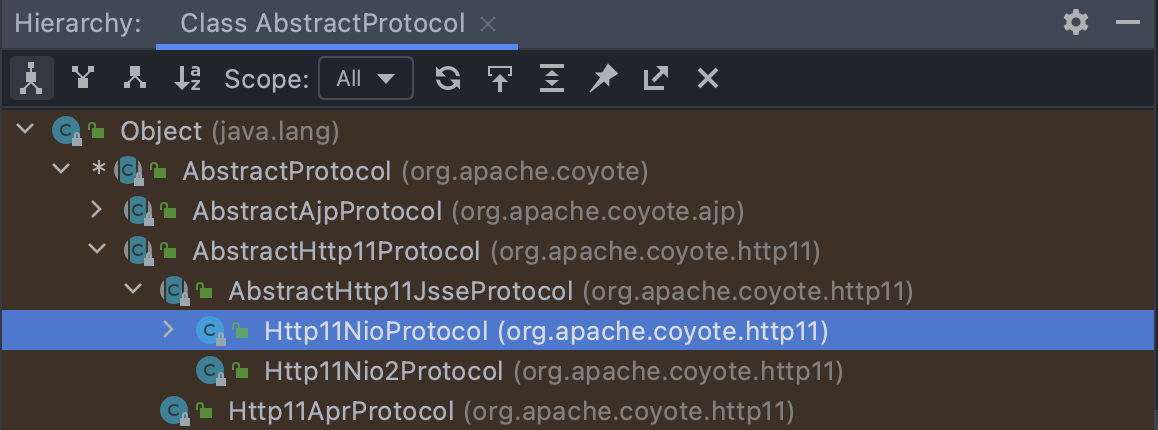 Hierarchy: Class AbstractProtocol
Scope: All
Object (java.lang)
* AbstractProtocol (org.apache.coyote)
AbstractAjpProtocol (org.apache.coyote.ajp)
AbstractHttp11Protocol (org.apache.coyote.http11)
AbstractHttp11JsseProtocol (org.apache.coyote.http11)
Http11NioProtocol (org.apache.coyote.http11)
Http11Nio2Protocol (org.apache.coyote.http11)
Http11AprProtocol (org.apache.coyote.http11)